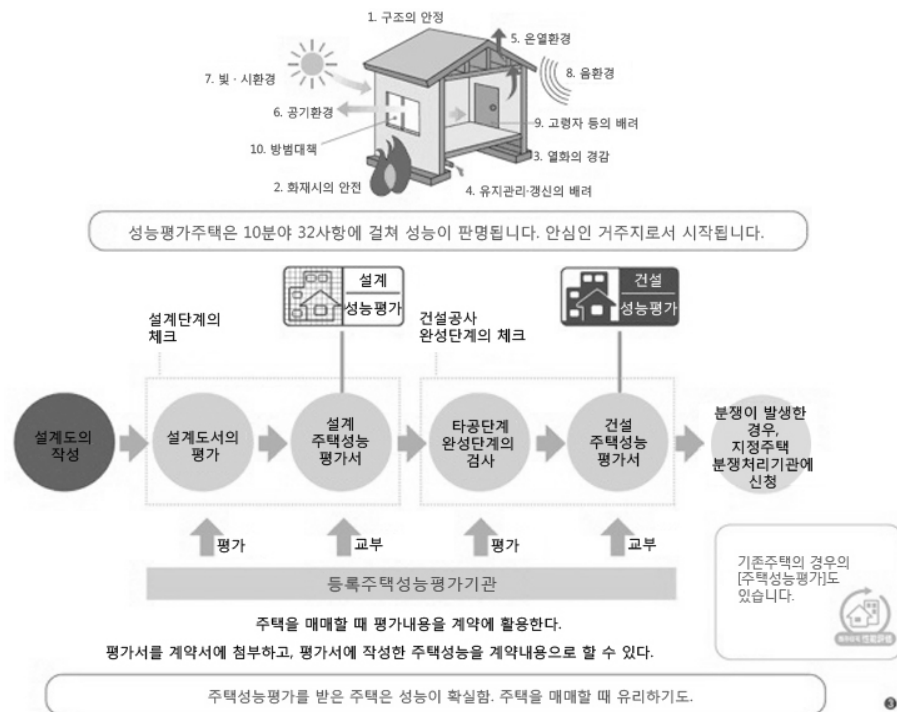 1. 구조의 안정
5. 온열환경
7. 빛 · 시환경
8. 음환경
6. 공기환경
9. 고령자 등의 배려
10. 방범대책
3. 열화의 경감
2. 화재시의 안전
4. 유지관리·갱신의 배려
성능평가주택은 10분야 32사항에 걸쳐 성능이 판명됩니다. 안심인 거주지로서 시작됩니다.
설계
성능평가
건설
성능평가
설계단계의
체크
건설공사
완성단계의 체크
설계도의
작성
설계도서의
평가
설계
주택성능
평가서
타공단계
완성단계의
검사
건설
주택성능
평가서
분쟁이 발생한
경우,
지정주택
분쟁처리기관에
신청
평가
교부
평가
교부
등록주택성능평가기관
기존주택의 경우의
[주택성능평가]도
있습니다.
주택을 매매할 때 평가내용을 계약에 활용한다.
평가서를 계약서에 첨부하고, 평가서에 작성한 주택성능을 계약내용으로 할 수 있다.
주택성능평가를 받은 주택은 성능이 확실함. 주택을 매매할 때 유리하기도.